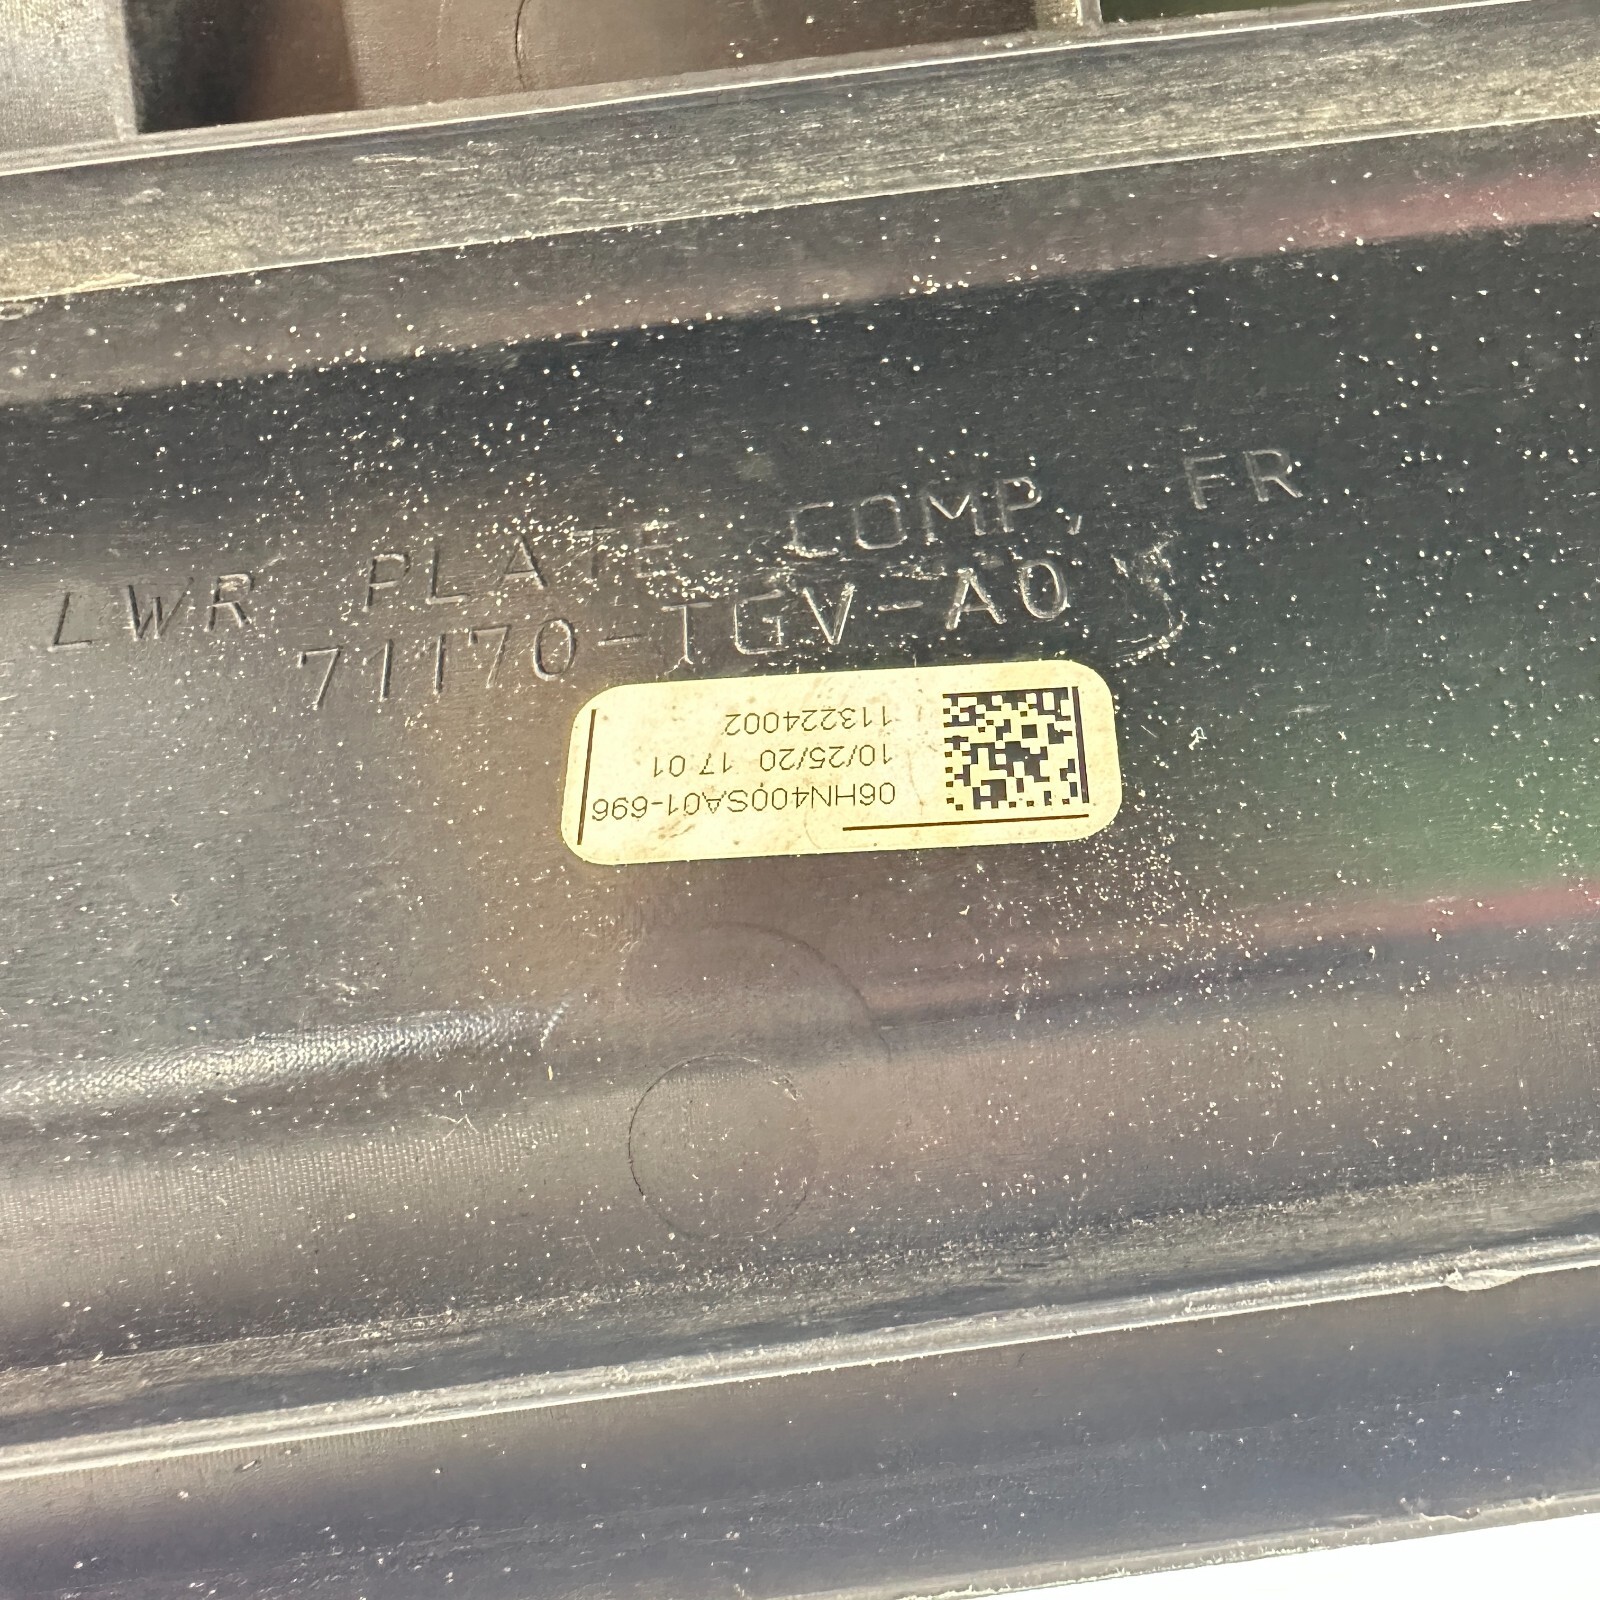 LWR PLATE COMP, FR
71170-TGV-A0
06HN400SA01-696
10/25/20 17:01
113224002